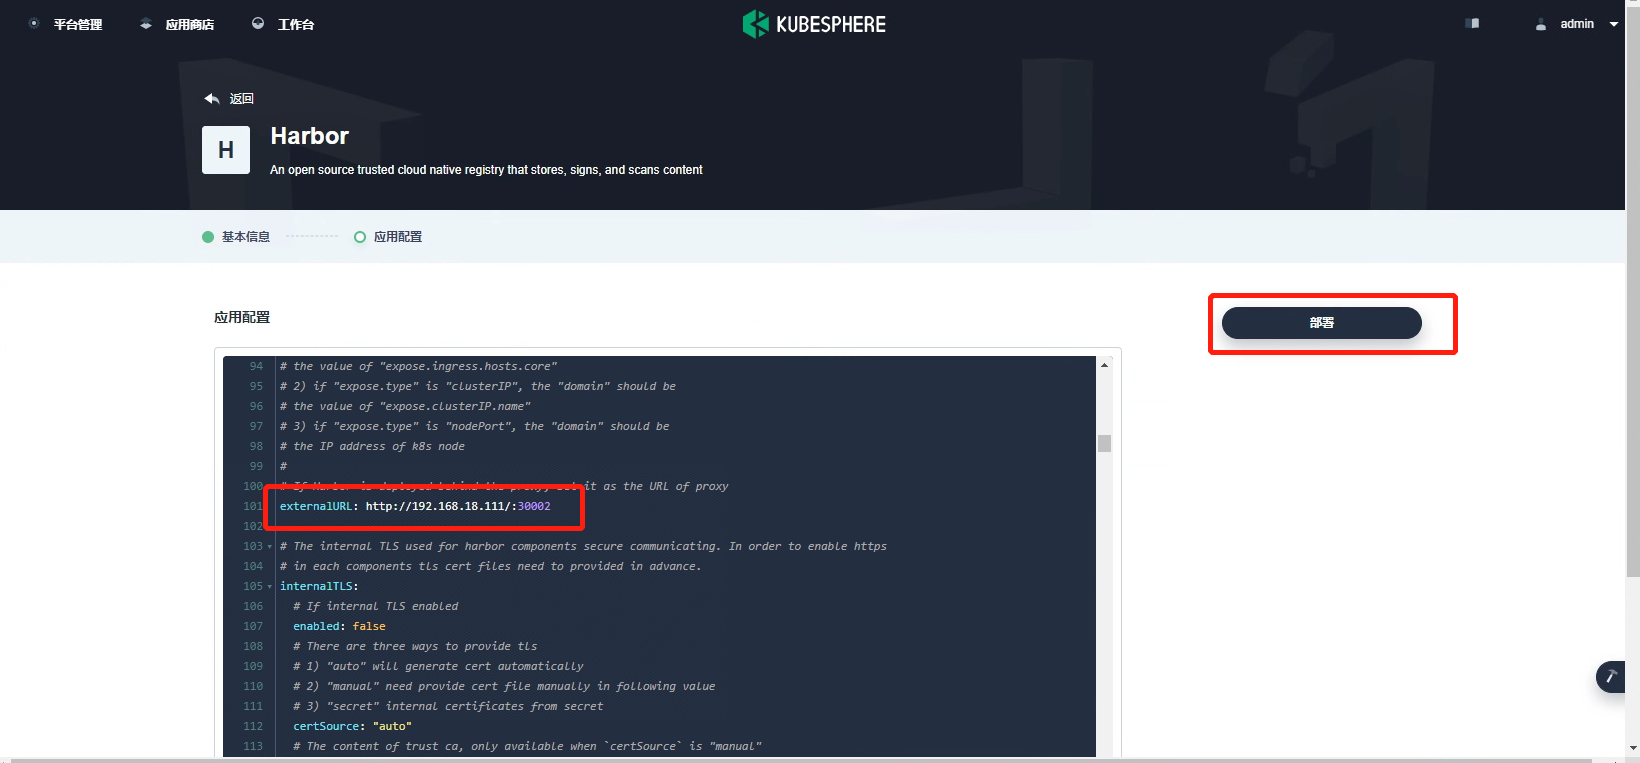 平台管理
应用商店
工作台
KUBESPHERE
admin
返回
H
Harbor
An open source trusted cloud native registry that stores, signs, and scans content
基本信息
应用配置
应用配置
部署
94 # the value of "expose.ingress.hosts.core"
95 # 2) if "expose.type" is "clusterIP", the "domain" should be
96 # the value of "expose.clusterIP.name"
97 # 3) if "expose.type" is "nodePort", the "domain" should be
98 # the IP address of k8s node
99 #
100 # If Harbor is deployed behind the proxy, set it as the URL of proxy
101 externalURL: http://192.168.18.111/:30002
102
103 # The internal TLS used for harbor components secure communicating. In order to enable https
104 # in each components tls cert files need to provided in advance.
105 internalTLS:
106 # If internal TLS enabled
107 enabled: false
108 # There are three ways to provide tls
109 # 1) "auto" will generate cert automatically
110 # 2) "manual" need provide cert file manually in following value
111 # 3) "secret" internal certificates from secret
112 certSource: "auto"
113 # The content of trust ca, only available when `certSource` is "manual"